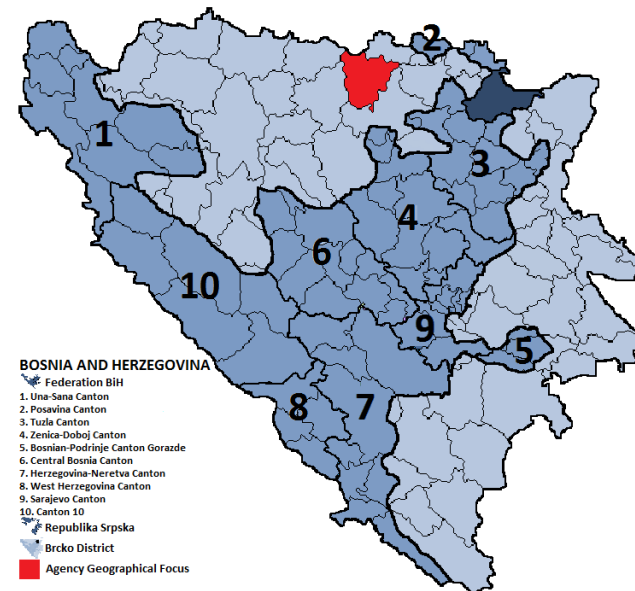 1
2
3
4
6
10
9
5
8
7
BOSNIA AND HERZEGOVINA
Federation BiH
1. Una-Sana Canton
2. Posavina Canton
3. Tuzla Canton
4. Zenica-Doboj Canton
5. Bosnian-Podrinje Canton Gorazde
6. Central Bosnia Canton
7. Herzegovina-Neretva Canton
8. West Herzegovina Canton
9. Sarajevo Canton
10. Canton 10
Republika Srpska
Brcko District
Agency Geographical Focus